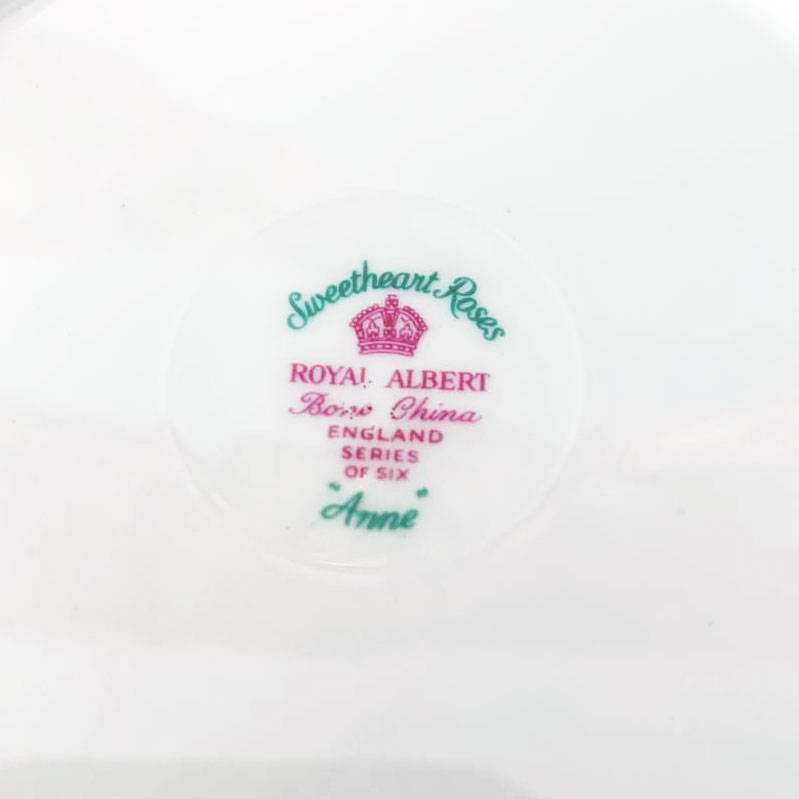 Sweetheart Roses
ROYAL ALBERT
Bone China
ENGLAND
SERIES
OF SIX
"Anne"